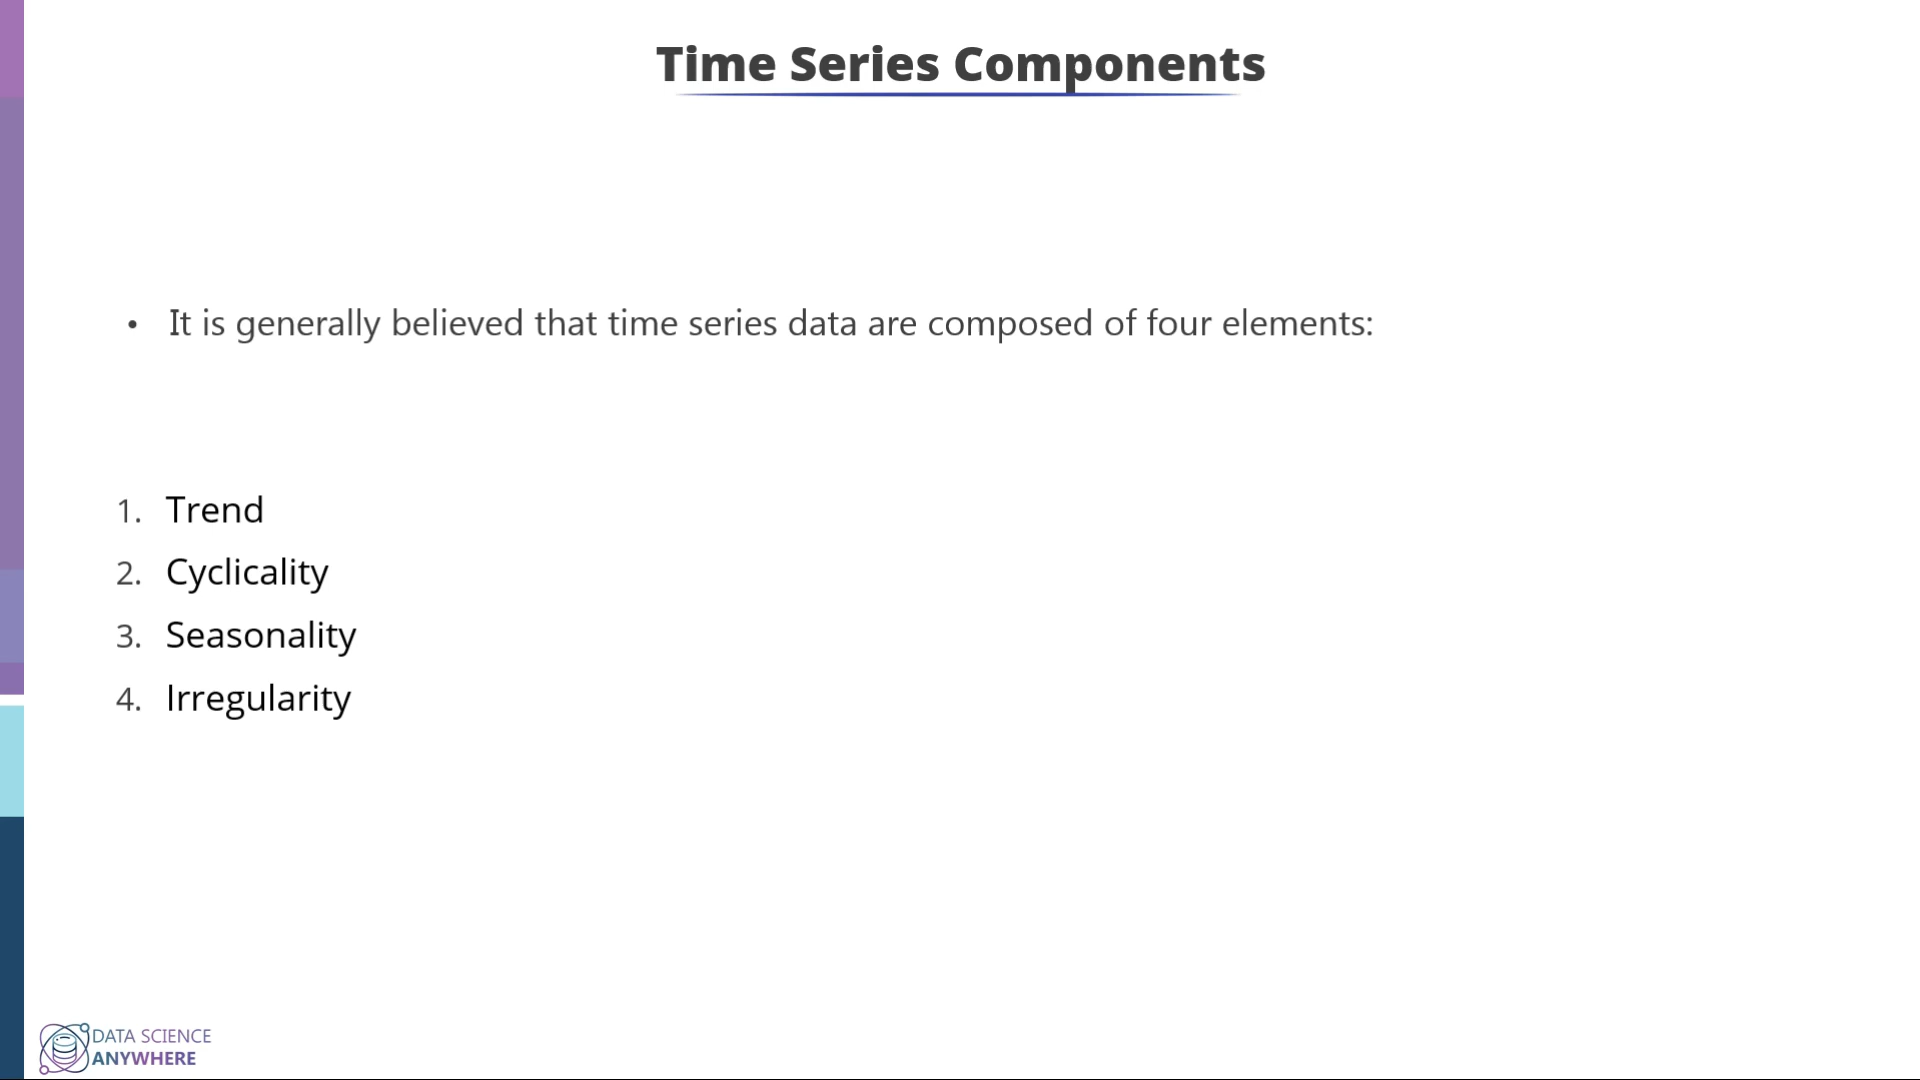 Time Series Components
• It is generally believed that time series data are composed of four elements:
1. Trend
2. Cyclicality
3. Seasonality
4. Irregularity
DATA SCIENCE
ANYWHERE